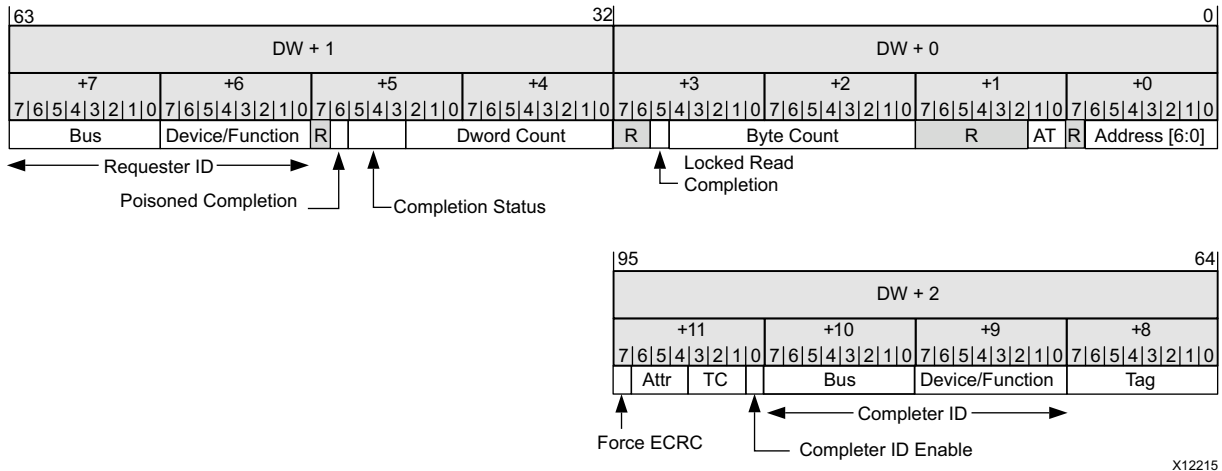 63 32 0
DW + 1 DW + 0
+7 +6 +5 +4 +3 +2 +1 +0
7|6|5|4|3|2|1|0 7|6|5|4|3|2|1|0 7|6|5|4|3|2|1|0 7|6|5|4|3|2|1|0 7|6|5|4|3|2|1|0 7|6|5|4|3|2|1|0 7|6|5|4|3|2|1|0 7|6|5|4|3|2|1|0
Bus Device/Function R Dword Count R Byte Count R AT R Address [6:0]
Requester ID
Locked Read
Completion
Poisoned Completion
Completion Status
95 64
DW + 2
+11 +10 +9 +8
7|6|5|4|3|2|1|0 7|6|5|4|3|2|1|0 7|6|5|4|3|2|1|0 7|6|5|4|3|2|1|0
Attr TC Bus Device/Function Tag
Completer ID
Force ECRC
Completer ID Enable
X12215